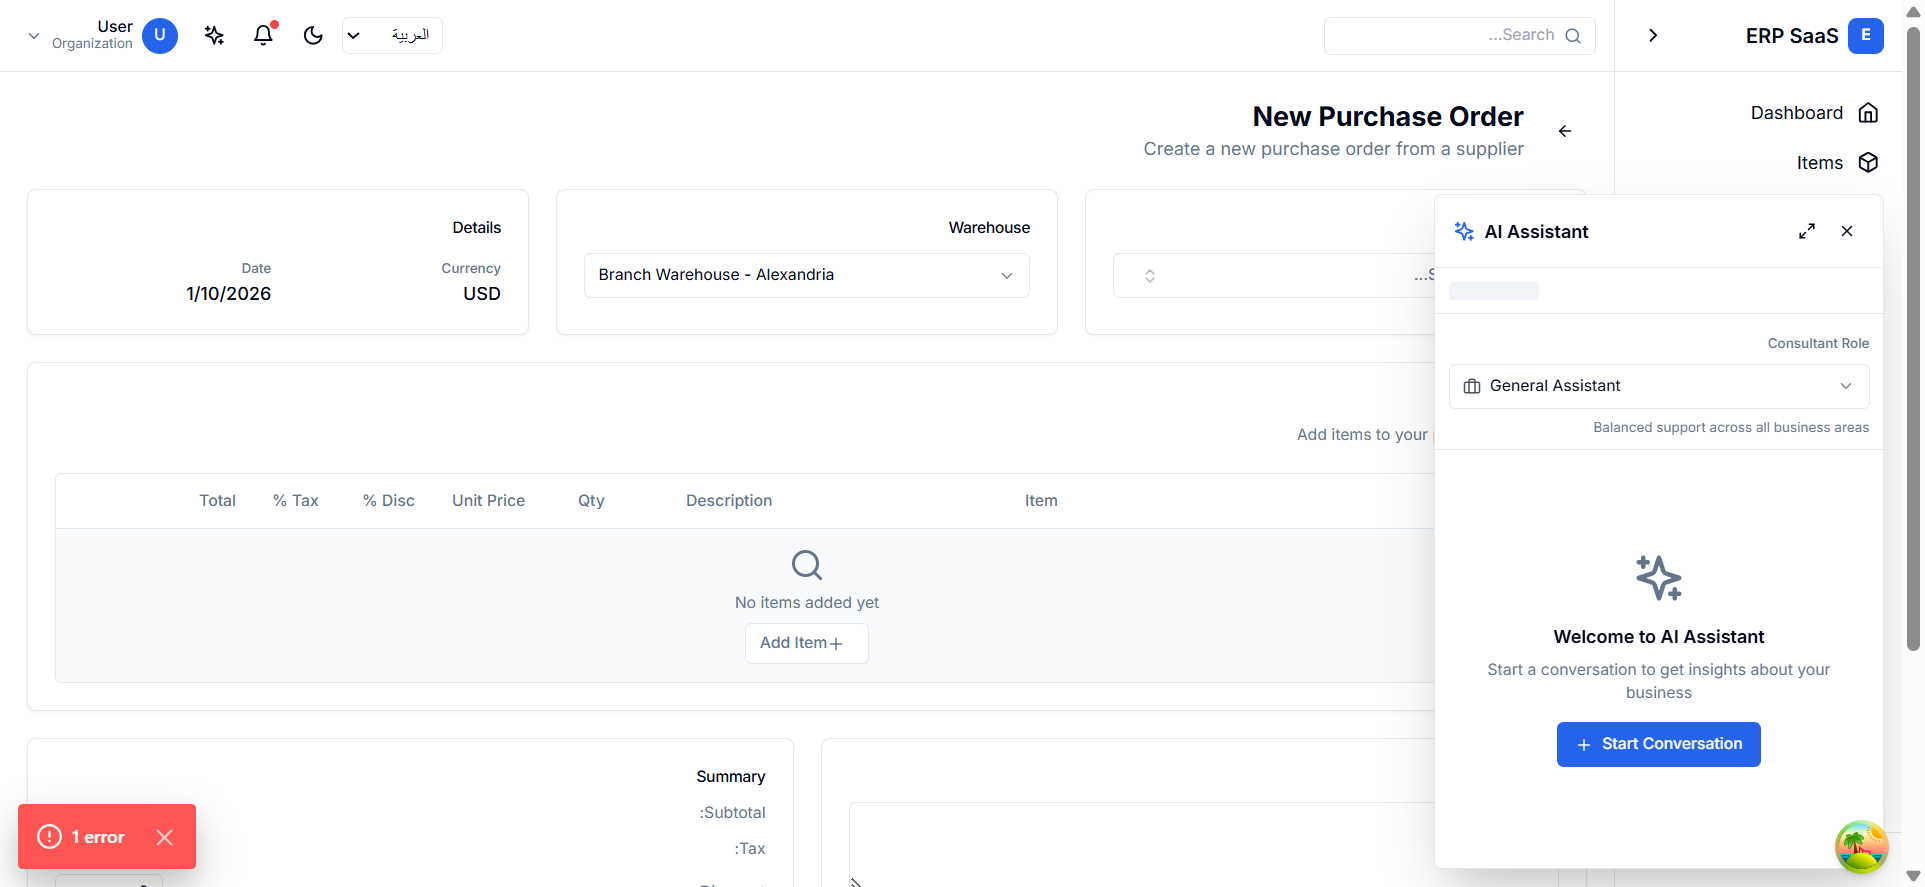 User
Organization
U
العربية
Search...
ERP SaaS
E
Dashboard
Items
New Purchase Order
Create a new purchase order from a supplier
Details
Date
Currency
1/10/2026
USD
Warehouse
Branch Warehouse - Alexandria
...S
Add items to your
Total
% Tax
% Disc
Unit Price
Qty
Description
Item
No items added yet
Add Item
Summary
:Subtotal
:Tax
1 error
AI Assistant
Consultant Role
General Assistant
Balanced support across all business areas
Welcome to AI Assistant
Start a conversation to get insights about your
business
Start Conversation